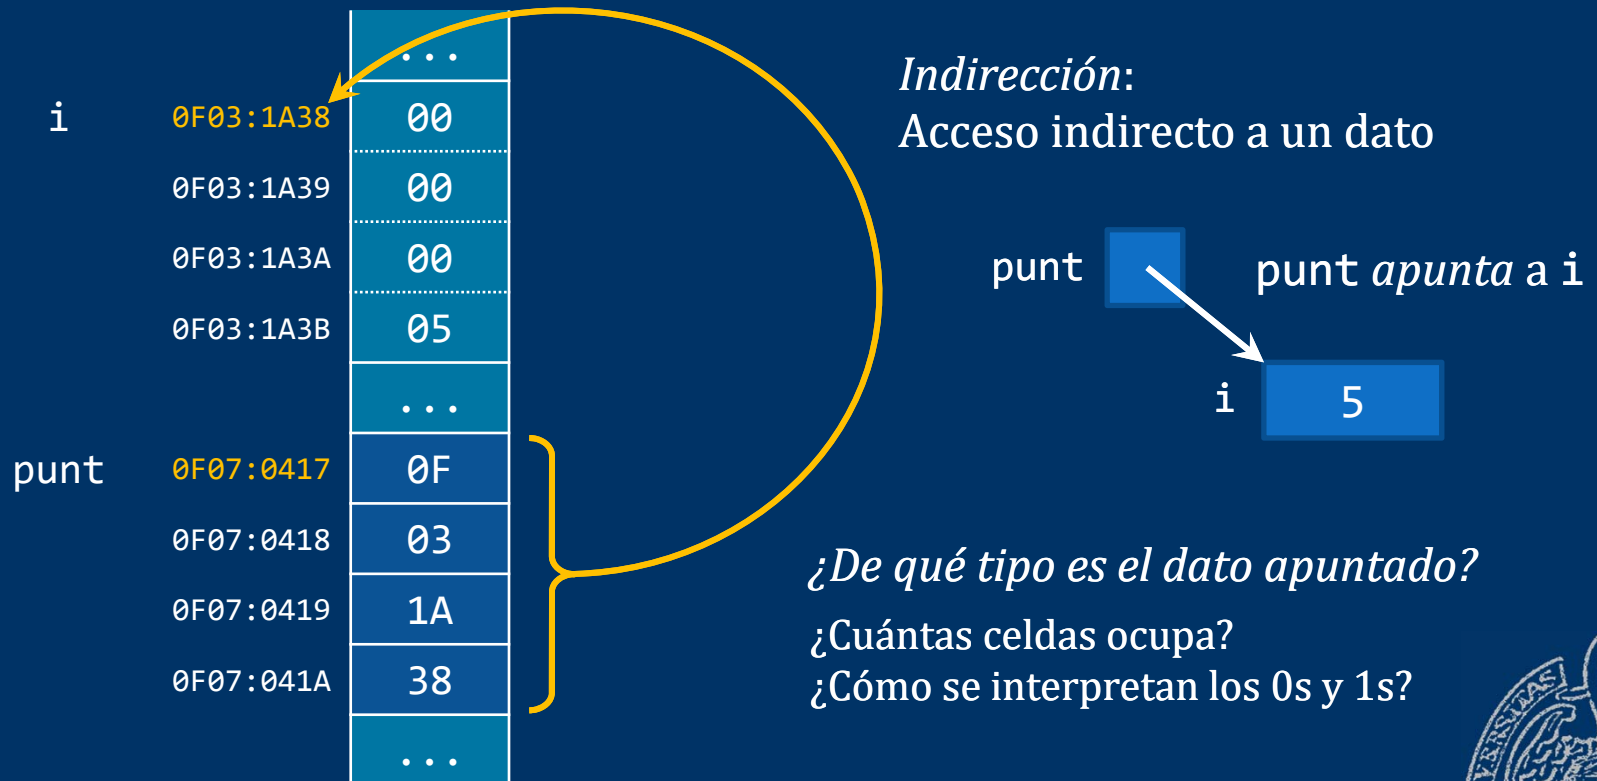 ...
i 0F03:1A38 00
0F03:1A39 00
0F03:1A3A 00
0F03:1A3B 05
...
punt 0F07:0417 0F
0F07:0418 03
0F07:0419 1A
0F07:041A 38
...
Indirección:
Acceso indirecto a un dato
punt punt apunta a i
i 5
¿De qué tipo es el dato apuntado?
¿Cuántas celdas ocupa?
¿Cómo se interpretan los 0s y 1s?